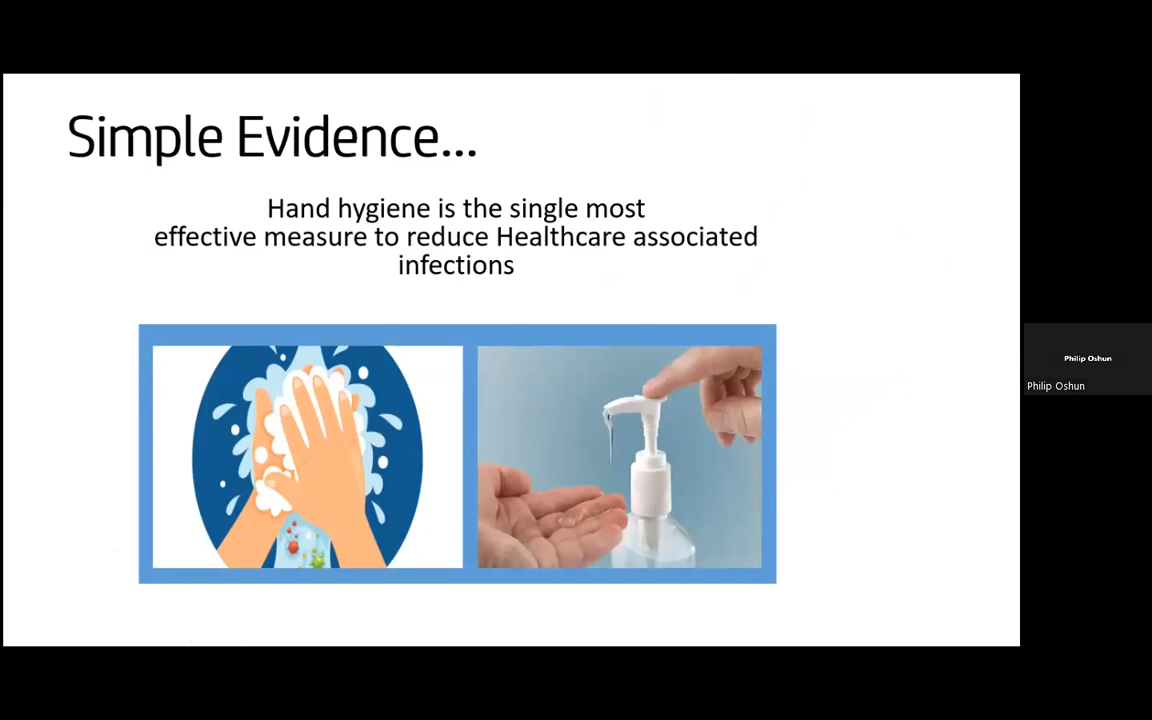 Simple Evidence...
Hand hygiene is the single most
effective measure to reduce Healthcare associated
infections
Philip Oshun
Philip Oshun